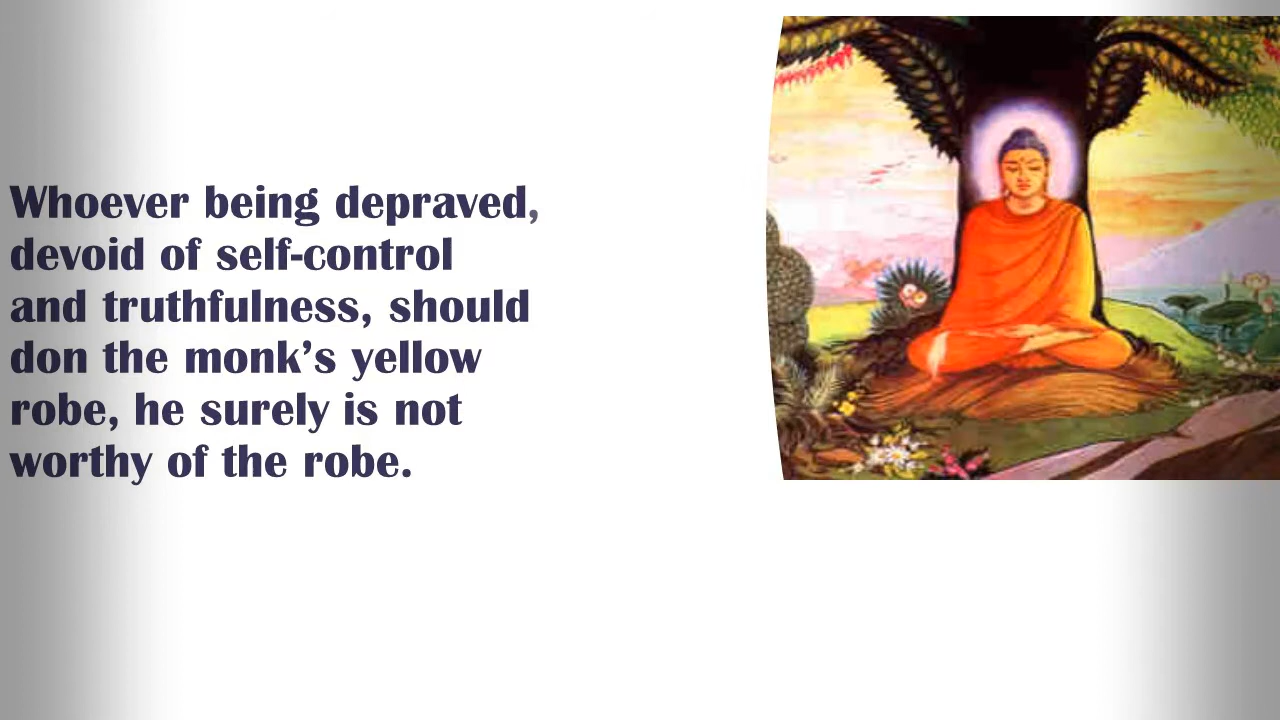 Whoever being depraved,
devoid of self-control
and truthfulness, should
don the monk’s yellow
robe, he surely is not
worthy of the robe.